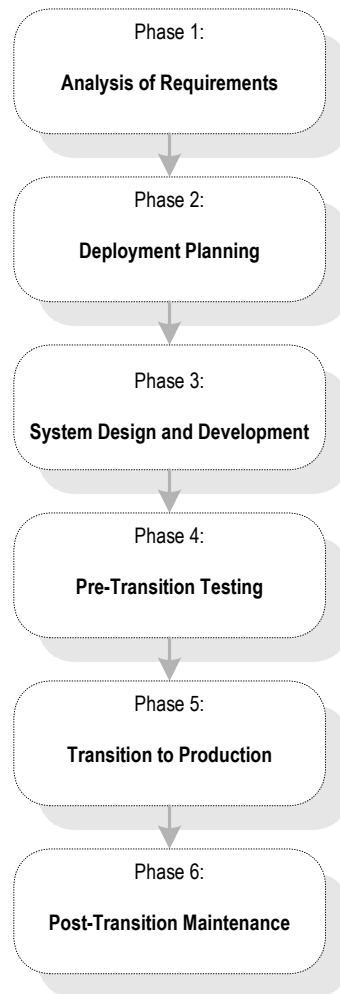 Phase 1:
Analysis of Requirements
Phase 2:
Deployment Planning
Phase 3:
System Design and Development
Phase 4:
Pre-Transition Testing
Phase 5:
Transition to Production
Phase 6:
Post-Transition Maintenance